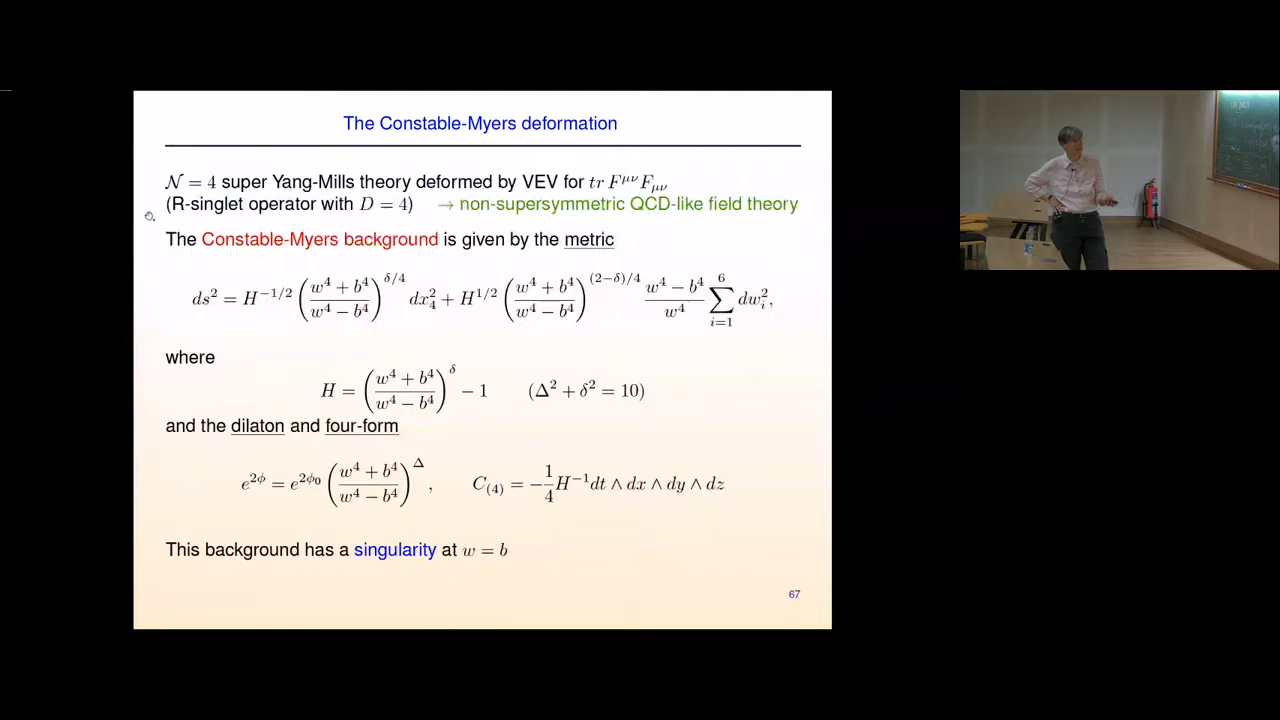 The Constable-Myers deformation
𝒩 = 4 super Yang-Mills theory deformed by VEV for tr F^{μν}F_{μν}
(R-singlet operator with D = 4) → non-supersymmetric QCD-like field theory
The Constable-Myers background is given by the metric
ds² = H^{-1/2} ((w⁴ + b⁴)/(w⁴ − b⁴))^{δ/4} dx₄² + H^{1/2} ((w⁴ + b⁴)/(w⁴ − b⁴))^{(2−δ)/4} (w⁴ − b⁴)/w⁴ ∑_{i=1}^{6} dw_i²,
where
H = ((w⁴ + b⁴)/(w⁴ − b⁴))^δ − 1 (Δ² + δ² = 10)
and the dilaton and four-form
e^{2φ} = e^{2φ₀} ((w⁴ + b⁴)/(w⁴ − b⁴))^Δ, C_{(4)} = −1/4 H^{-1} dt ∧ dx ∧ dy ∧ dz
This background has a singularity at w = b
67